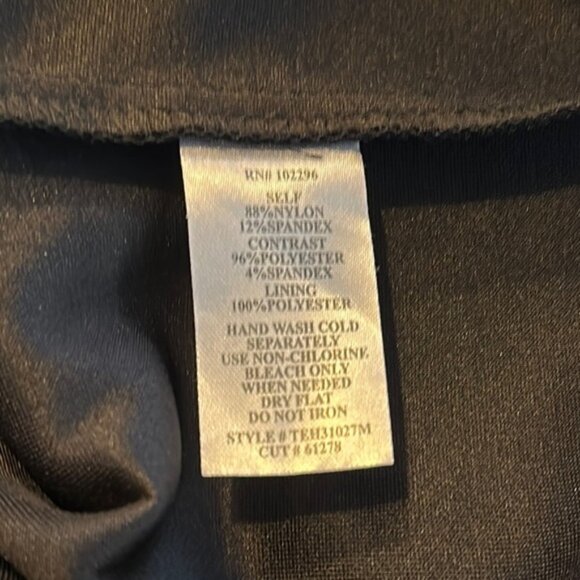 RN# 102296
SELF
88%NYLON
12%SPANDEX
CONTRAST
96%POLYESTER
4%SPANDEX
LINING
100%POLYESTER
HAND WASH COLD
SEPARATELY
USE NON-CHLORINE
BLEACH ONLY
WHEN NEEDED
DRY FLAT
DO NOT IRON
STYLE # TEH31027M
CUT # 61278